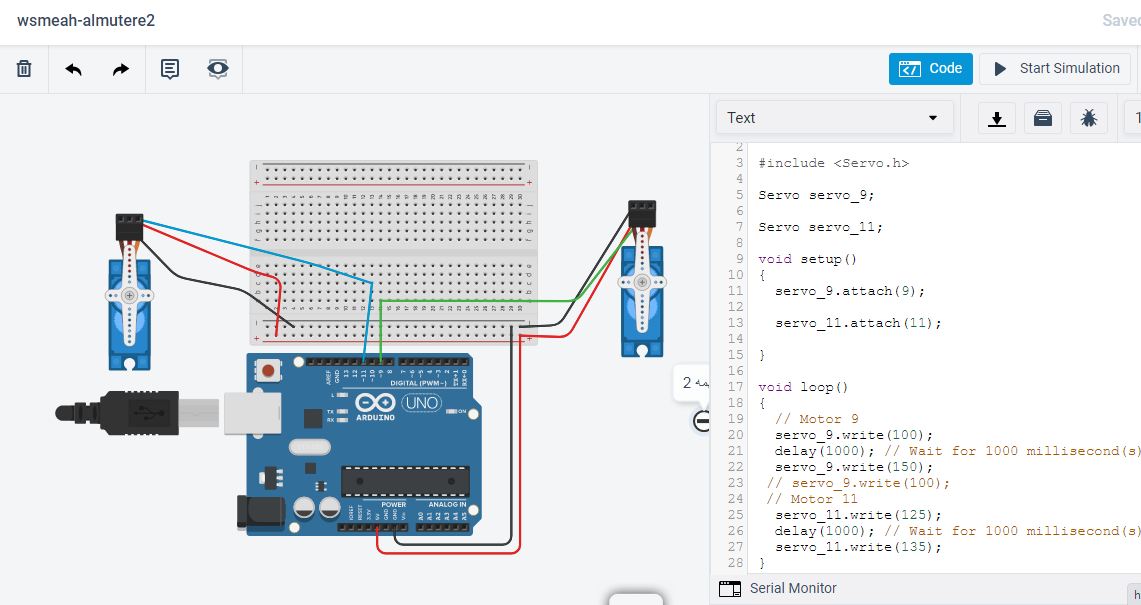 wsmeah-almutere2
Saved
Code
Start Simulation
Text
1
2
3 #include <Servo.h>
4
5 Servo servo_9;
6
7 Servo servo_11;
8
9 void setup()
10 {
11 servo_9.attach(9);
12
13 servo_11.attach(11);
14
15 }
16
17 void loop()
18 {
19 // Motor 9
20 servo_9.write(100);
21 delay(1000); // Wait for 1000 millisecond(s)
22 servo_9.write(150);
23 // servo_9.write(100);
24 // Motor 11
25 servo_11.write(125);
26 delay(1000); // Wait for 1000 millisecond(s)
27 servo_11.write(135);
28 }
Serial Monitor
AREF
GND
13
12
~11
~10
~9
8
7
~6
~5
4
~3
2
TX→1
RX←0
DIGITAL (PWM~)
L
TX
RX
UNO
ON
ARDUINO
POWER
ANALOG IN
IOREF
RESET
3.3V
5V
GND
GND
Vin
A0
A1
A2
A3
A4
A5